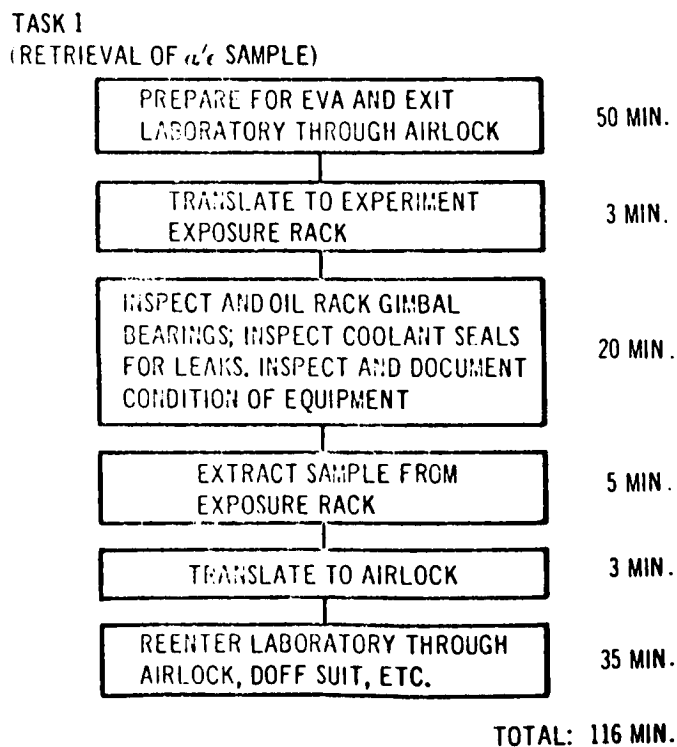 TASK 1
(RETRIEVAL OF α/ε SAMPLE)
PREPARE FOR EVA AND EXIT
LABORATORY THROUGH AIRLOCK
50 MIN.
TRANSLATE TO EXPERIMENT
EXPOSURE RACK
3 MIN.
INSPECT AND OIL RACK GIMBAL
BEARINGS; INSPECT COOLANT SEALS
FOR LEAKS. INSPECT AND DOCUMENT
CONDITION OF EQUIPMENT
20 MIN.
EXTRACT SAMPLE FROM
EXPOSURE RACK
5 MIN.
TRANSLATE TO AIRLOCK
3 MIN.
REENTER LABORATORY THROUGH
AIRLOCK, DOFF SUIT, ETC.
35 MIN.
TOTAL: 116 MIN.